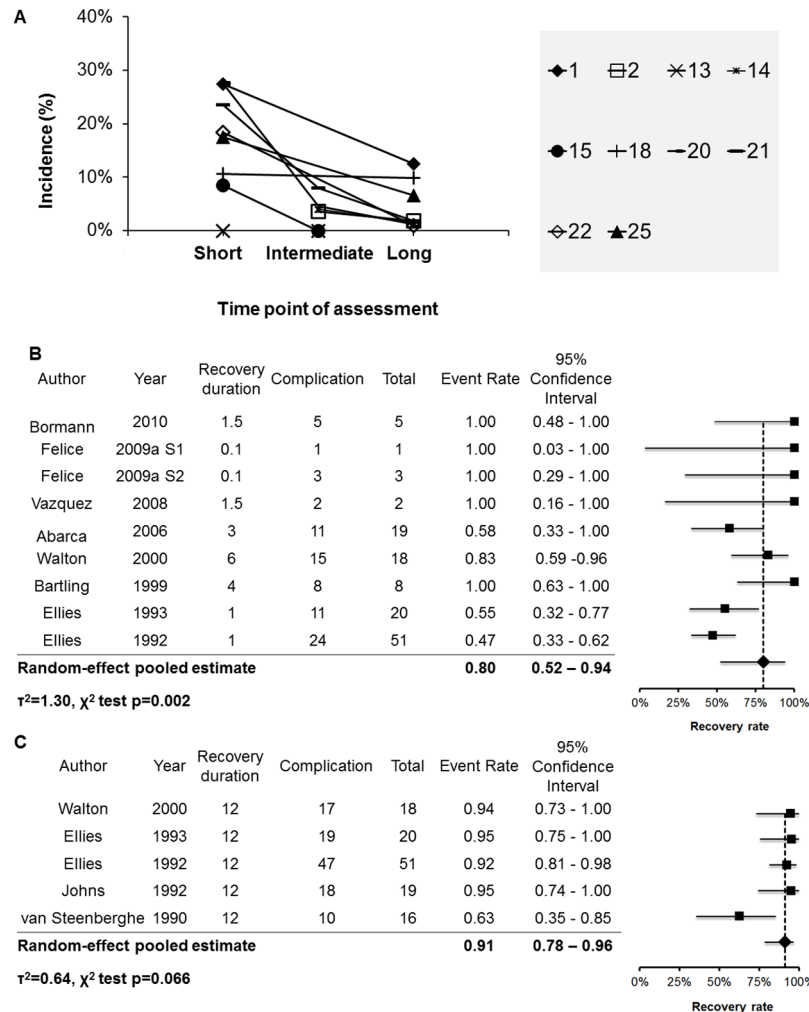 A
40%
30%
20%
10%
0%
Incidence (%)
Short Intermediate Long
Time point of assessment
1 2 13 14
15 18 20 21
22 25
B
Author Year Recovery duration Complication Total Event Rate 95% Confidence Interval
Bormann 2010 1.5 5 5 1.00 0.48 - 1.00
Felice 2009a S1 0.1 1 1 1.00 0.03 - 1.00
Felice 2009a S2 0.1 3 3 1.00 0.29 - 1.00
Vazquez 2008 1.5 2 2 1.00 0.16 - 1.00
Abarca 2006 3 11 19 0.58 0.33 - 1.00
Walton 2000 6 15 18 0.83 0.59 -0.96
Bartling 1999 4 8 8 1.00 0.63 - 1.00
Ellies 1993 1 11 20 0.55 0.32 - 0.77
Ellies 1992 1 24 51 0.47 0.33 - 0.62
Random-effect pooled estimate 0.80 0.52 – 0.94
τ²=1.30, χ² test p=0.002
0% 25% 50% 75% 100%
Recovery rate
C
Author Year Recovery duration Complication Total Event Rate 95% Confidence Interval
Walton 2000 12 17 18 0.94 0.73 - 1.00
Ellies 1993 12 19 20 0.95 0.75 - 1.00
Ellies 1992 12 47 51 0.92 0.81 - 0.98
Johns 1992 12 18 19 0.95 0.74 - 1.00
van Steenberghe 1990 12 10 16 0.63 0.35 - 0.85
Random-effect pooled estimate 0.91 0.78 – 0.96
τ²=0.64, χ² test p=0.066
0% 25% 50% 75% 100%
Recovery rate